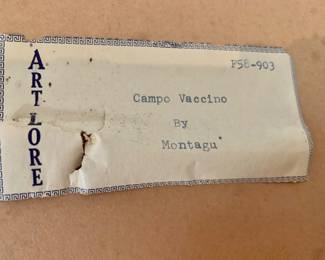 ART LORE
P58-903
Campo Vaccino
By
Montagu